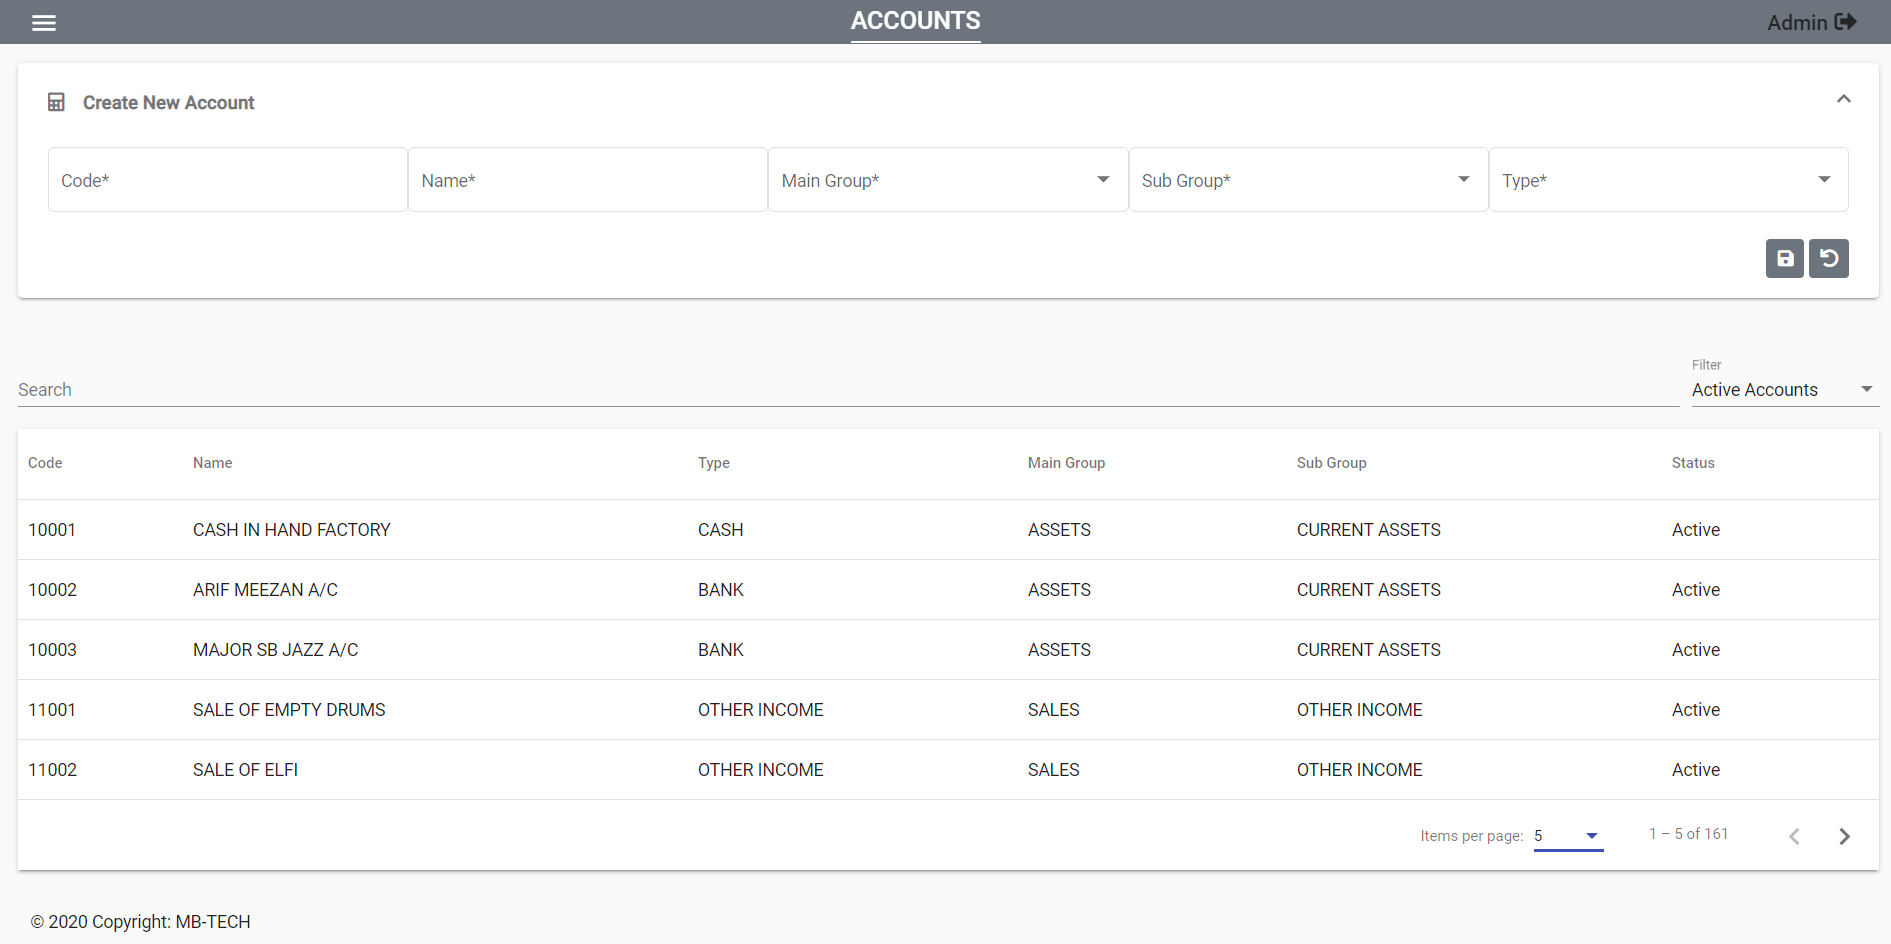 ACCOUNTS
Admin
Create New Account
Code* Name* Main Group* Sub Group* Type*
Filter
Search Active Accounts
Code Name Type Main Group Sub Group Status
10001 CASH IN HAND FACTORY CASH ASSETS CURRENT ASSETS Active
10002 ARIF MEEZAN A/C BANK ASSETS CURRENT ASSETS Active
10003 MAJOR SB JAZZ A/C BANK ASSETS CURRENT ASSETS Active
11001 SALE OF EMPTY DRUMS OTHER INCOME SALES OTHER INCOME Active
11002 SALE OF ELFI OTHER INCOME SALES OTHER INCOME Active
Items per page: 5 1 – 5 of 161
© 2020 Copyright: MB-TECH